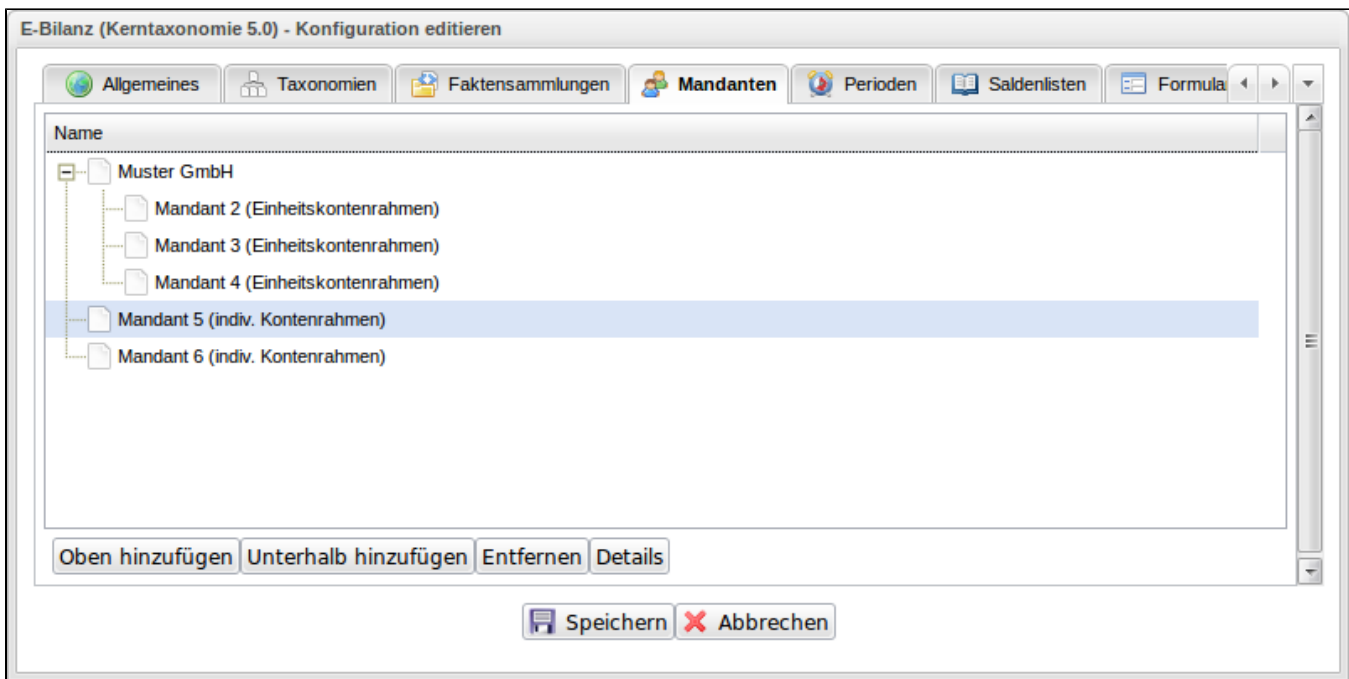 E-Bilanz (Kerntaxonomie 5.0) - Konfiguration editieren
Allgemeines Taxonomien Faktensammlungen Mandanten Perioden Saldenlisten Formula
Name
Muster GmbH
Mandant 2 (Einheitskontenrahmen)
Mandant 3 (Einheitskontenrahmen)
Mandant 4 (Einheitskontenrahmen)
Mandant 5 (indiv. Kontenrahmen)
Mandant 6 (indiv. Kontenrahmen)
Oben hinzufügen Unterhalb hinzufügen Entfernen Details
Speichern Abbrechen